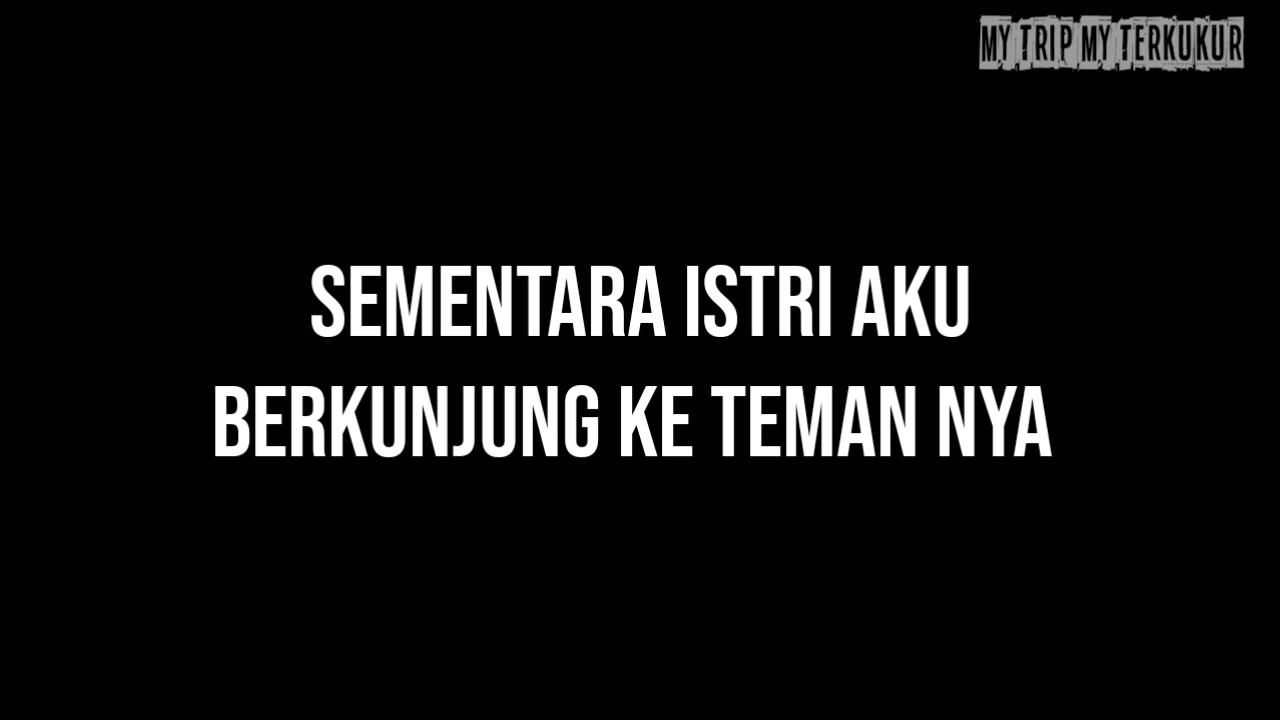 MY TRIP MY TERKUKUR
SEMENTARA ISTRI AKU
BERKUNJUNG KE TEMAN NYA